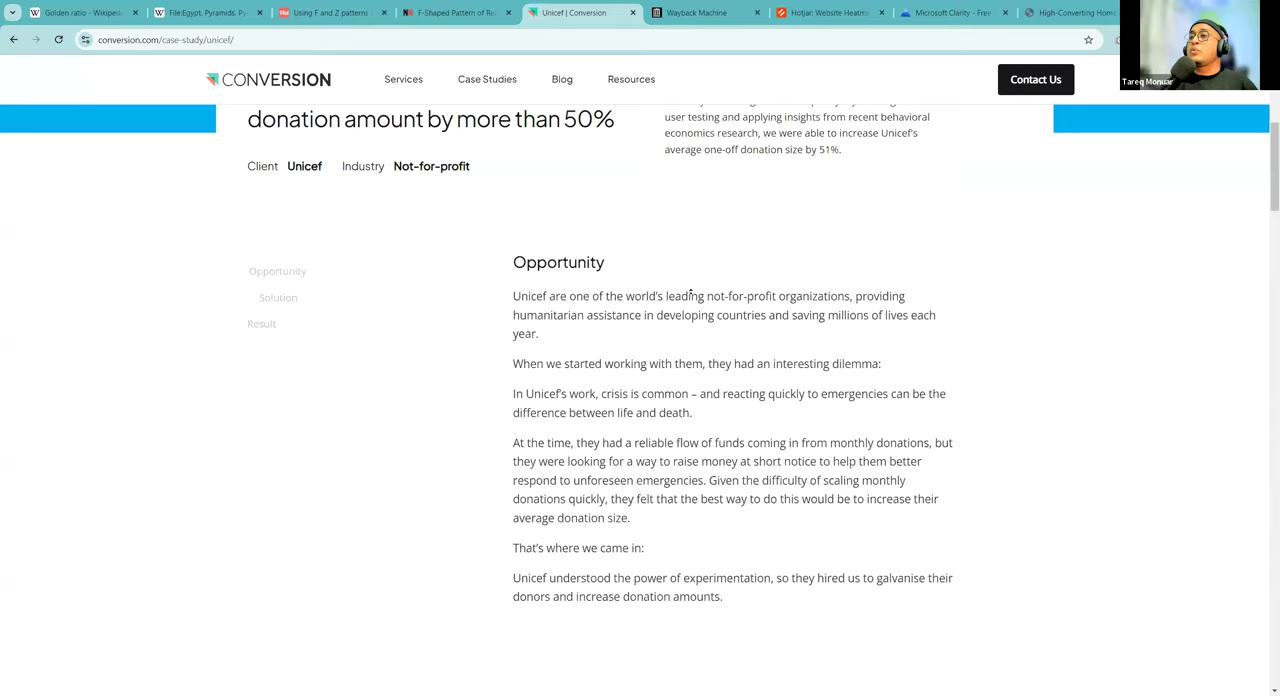 Golden ratio - Wikiped
File:Egypt, Pyramids, Py
Using F and Z patterns
F-Shaped Pattern of Re
Unicef | Conversion
Wayback Machine
Hotjar: Website Heatm
Microsoft Clarity - Free
High-Converting Home
conversion.com/case-study/unicef/
Tareq Monuar
CONVERSION
Services
Case Studies
Blog
Resources
Contact Us
donation amount by more than 50%
user testing and applying insights from recent behavioral
economics research, we were able to increase Unicef's
average one-off donation size by 51%.
Client Unicef Industry Not-for-profit
Opportunity
Solution
Result
Opportunity
Unicef are one of the world's leading not-for-profit organizations, providing
humanitarian assistance in developing countries and saving millions of lives each
year.
When we started working with them, they had an interesting dilemma:
In Unicef's work, crisis is common – and reacting quickly to emergencies can be the
difference between life and death.
At the time, they had a reliable flow of funds coming in from monthly donations, but
they were looking for a way to raise money at short notice to help them better
respond to unforeseen emergencies. Given the difficulty of scaling monthly
donations quickly, they felt that the best way to do this would be to increase their
average donation size.
That's where we came in:
Unicef understood the power of experimentation, so they hired us to galvanise their
donors and increase donation amounts.